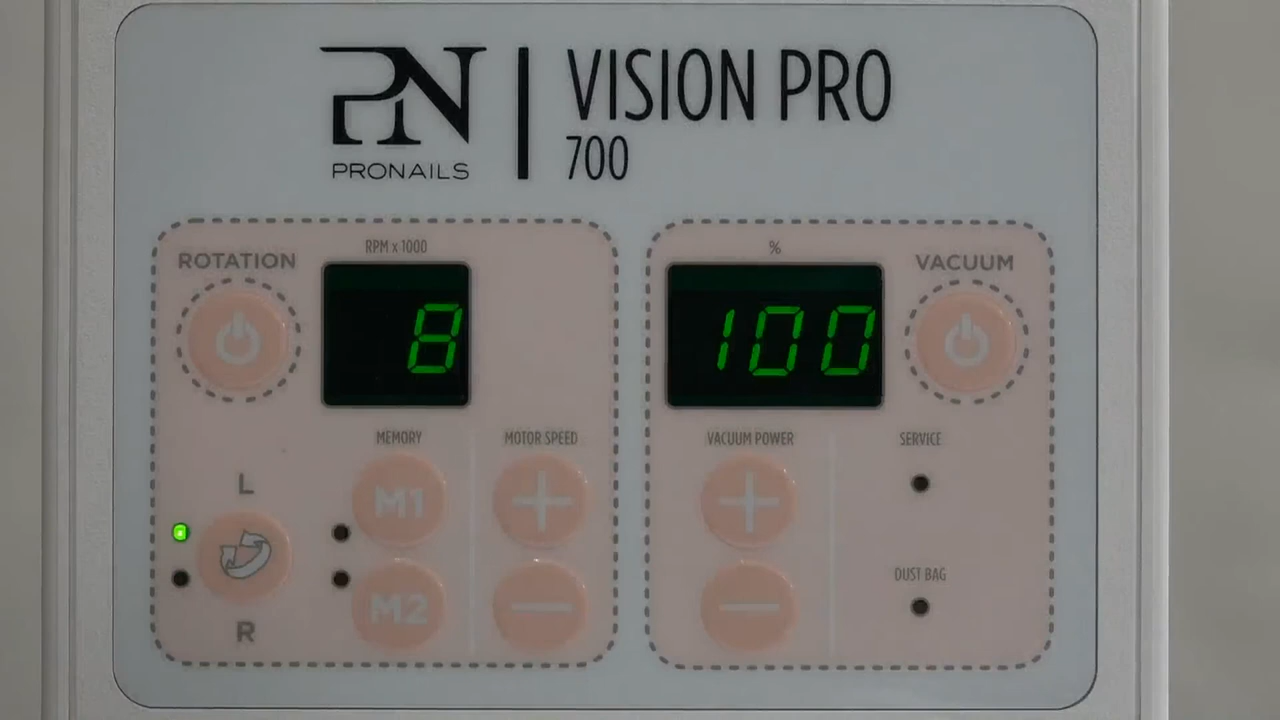 PN
PRONAILS
VISION PRO
700
ROTATION
RPM x 1000
8
L
R
MEMORY
M1
M2
MOTOR SPEED
%
100
VACUUM
VACUUM POWER
SERVICE
DUST BAG